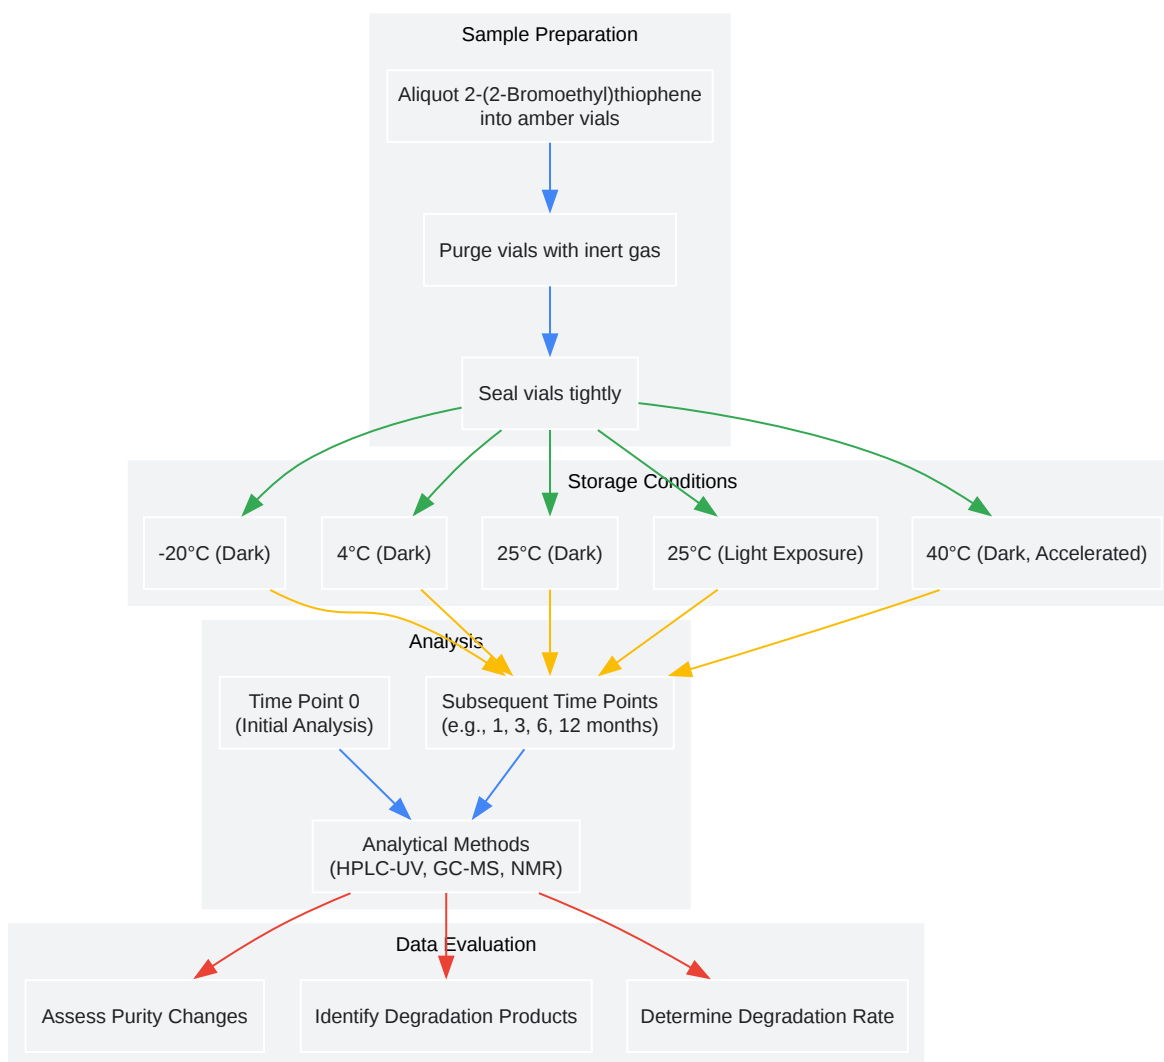 Sample Preparation
Aliquot 2-(2-Bromoethyl)thiophene
into amber vials
Purge vials with inert gas
Seal vials tightly
Storage Conditions
-20°C (Dark)
4°C (Dark)
25°C (Dark)
25°C (Light Exposure)
40°C (Dark, Accelerated)
Analysis
Time Point 0
(Initial Analysis)
Subsequent Time Points
(e.g., 1, 3, 6, 12 months)
Analytical Methods
(HPLC-UV, GC-MS, NMR)
Data Evaluation
Assess Purity Changes
Identify Degradation Products
Determine Degradation Rate